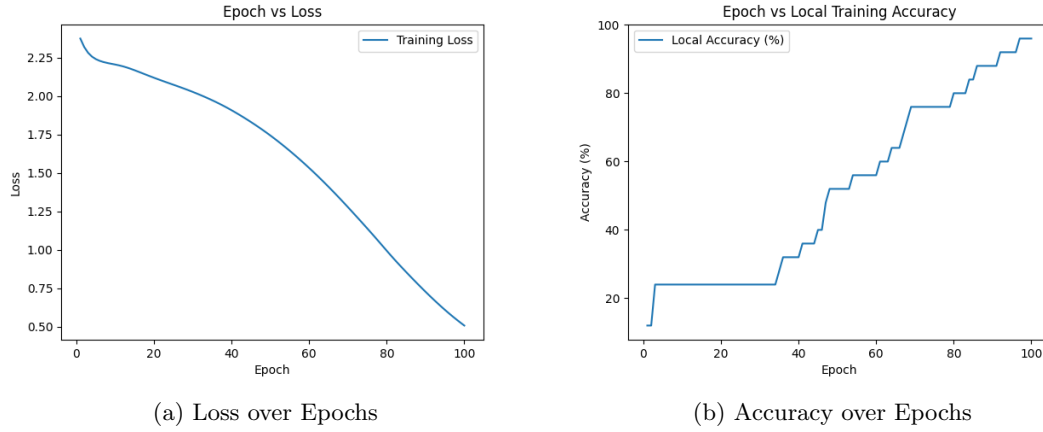 Epoch vs Loss
Training Loss
2.25
2.00
1.75
1.50
1.25
1.00
0.75
0.50
Loss
0 20 40 60 80 100
Epoch
(a) Loss over Epochs
Epoch vs Local Training Accuracy
Local Accuracy (%)
100
80
60
40
20
Accuracy (%)
0 20 40 60 80 100
Epoch
(b) Accuracy over Epochs